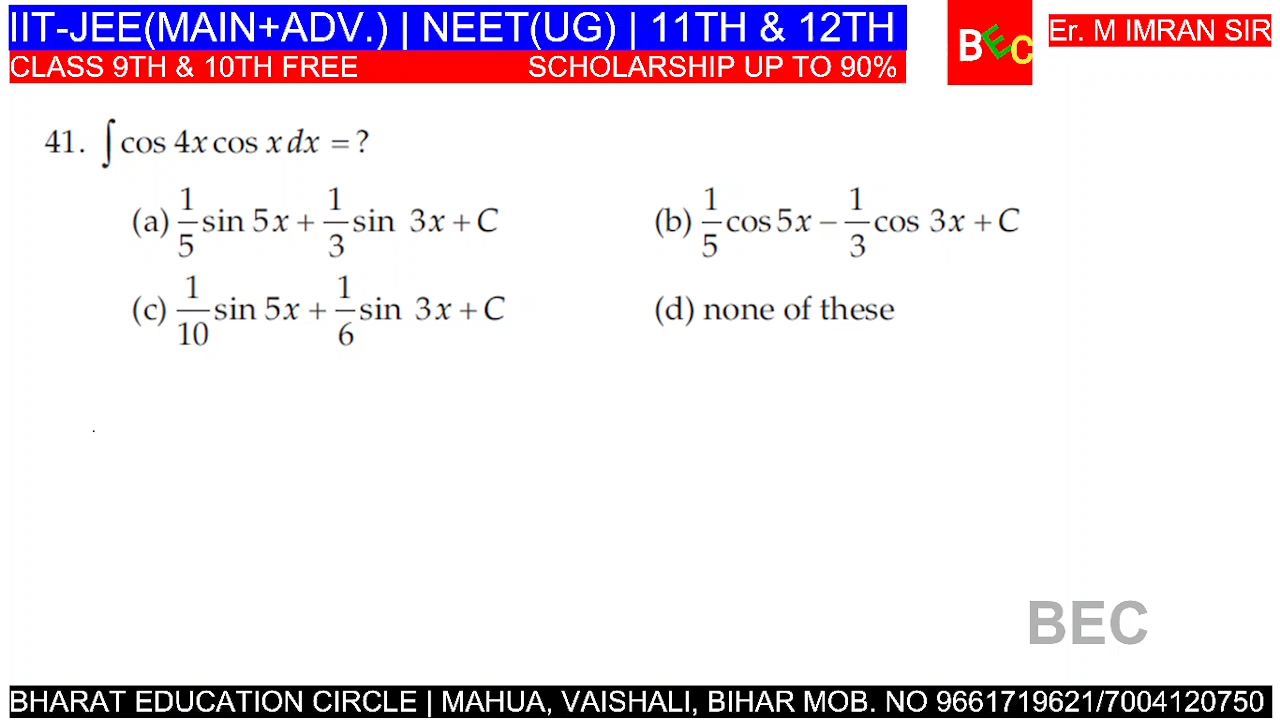 IIT-JEE(MAIN+ADV.) | NEET(UG) | 11TH & 12TH
CLASS 9TH & 10TH FREE SCHOLARSHIP UP TO 90%
BEC
Er. M IMRAN SIR
41. ∫cos 4x cos x dx = ?
(a) 1/5 sin 5x + 1/3 sin 3x + C (b) 1/5 cos 5x − 1/3 cos 3x + C
(c) 1/10 sin 5x + 1/6 sin 3x + C (d) none of these
BEC
BHARAT EDUCATION CIRCLE | MAHUA, VAISHALI, BIHAR MOB. NO 9661719621/7004120750